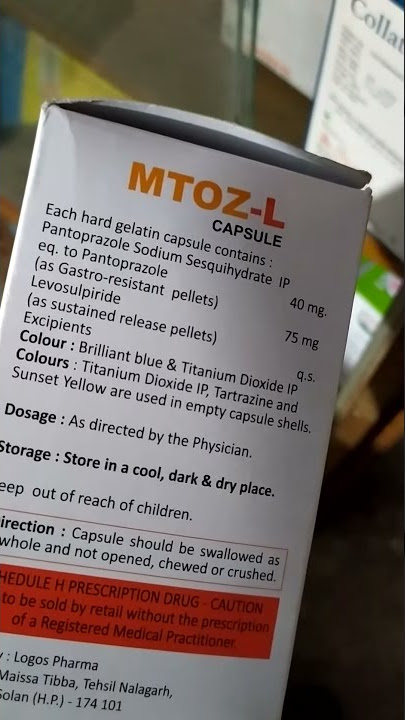 Colla
MTOZ-L
CAPSULE
Each hard gelatin capsule contains :
Pantoprazole Sodium Sesquihydrate IP
eq. to Pantoprazole 40 mg.
(as Gastro-resistant pellets)
Levosulpiride 75 mg
(as sustained release pellets)
Excipients q.s.
Colour : Brilliant blue & Titanium Dioxide IP
Colours : Titanium Dioxide IP, Tartrazine and
Sunset Yellow are used in empty capsule shells.
Dosage : As directed by the Physician.
Storage : Store in a cool, dark & dry place.
eep out of reach of children.
irection : Capsule should be swallowed as
whole and not opened, chewed or crushed.
HEDULE H PRESCRIPTION DRUG - CAUTION
to be sold by retail without the prescription
of a Registered Medical Practitioner.
: Logos Pharma
Maissa Tibba, Tehsil Nalagarh,
Solan (H.P.) - 174 101